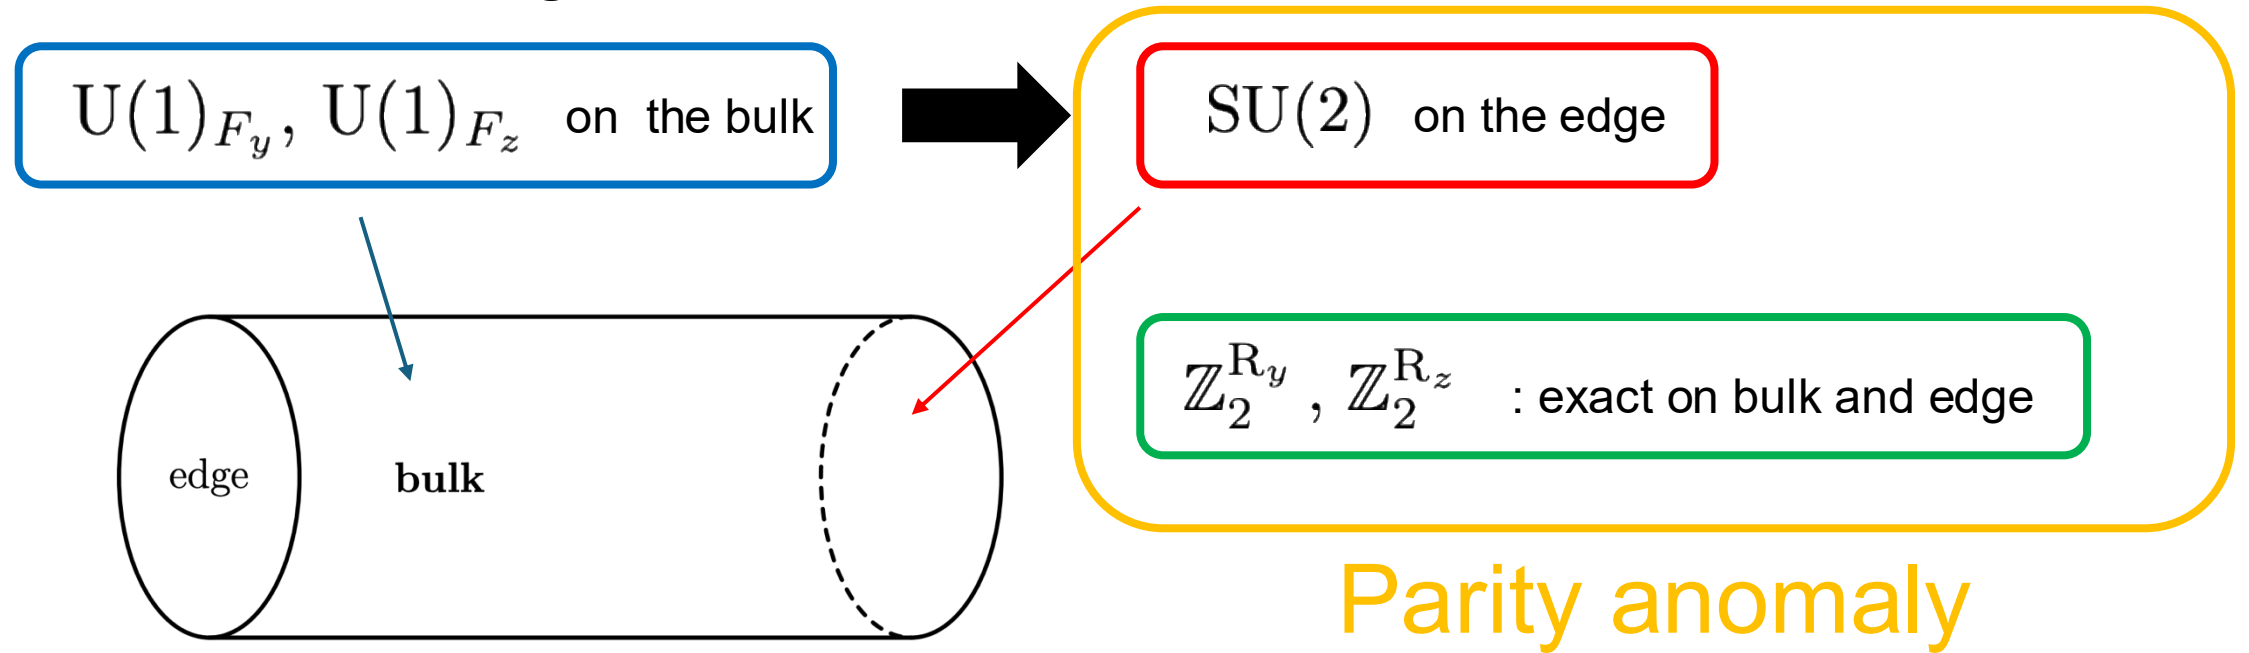 U(1)_{F_y}, U(1)_{F_z} on the bulk
SU(2) on the edge
ℤ_2^{R_y}, ℤ_2^{R_z} : exact on bulk and edge
edge
bulk
Parity anomaly